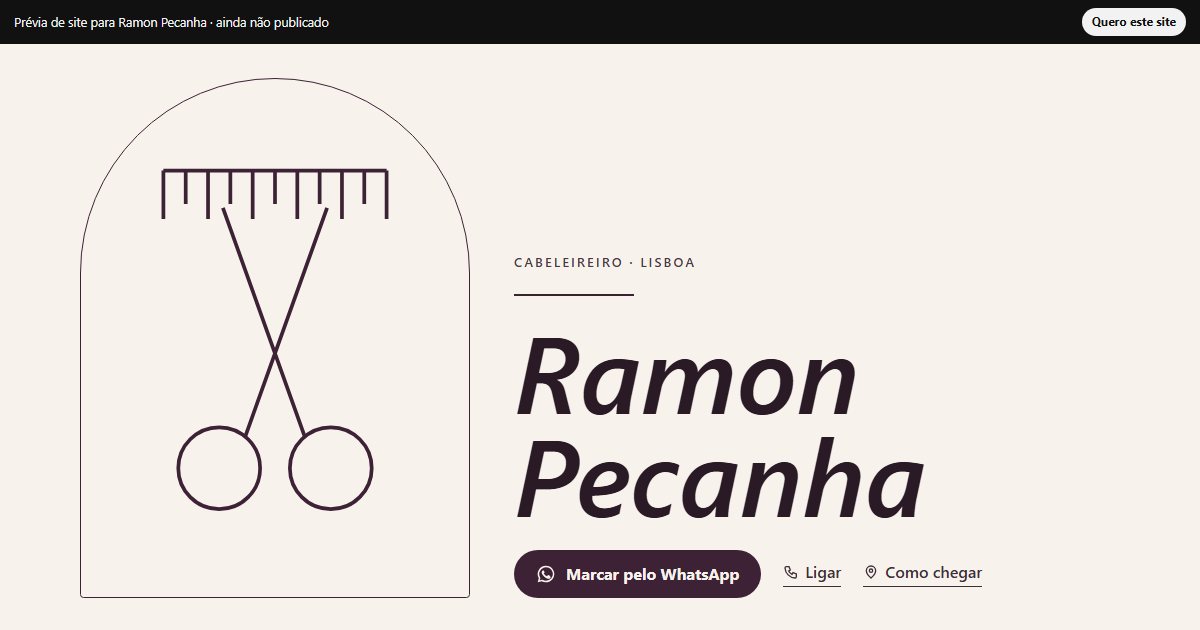 Prévia de site para Ramon Pecanha · ainda não publicado
Quero este site
CABELEIREIRO · LISBOA
Ramon
Pecanha
Marcar pelo WhatsApp
Ligar
Como chegar